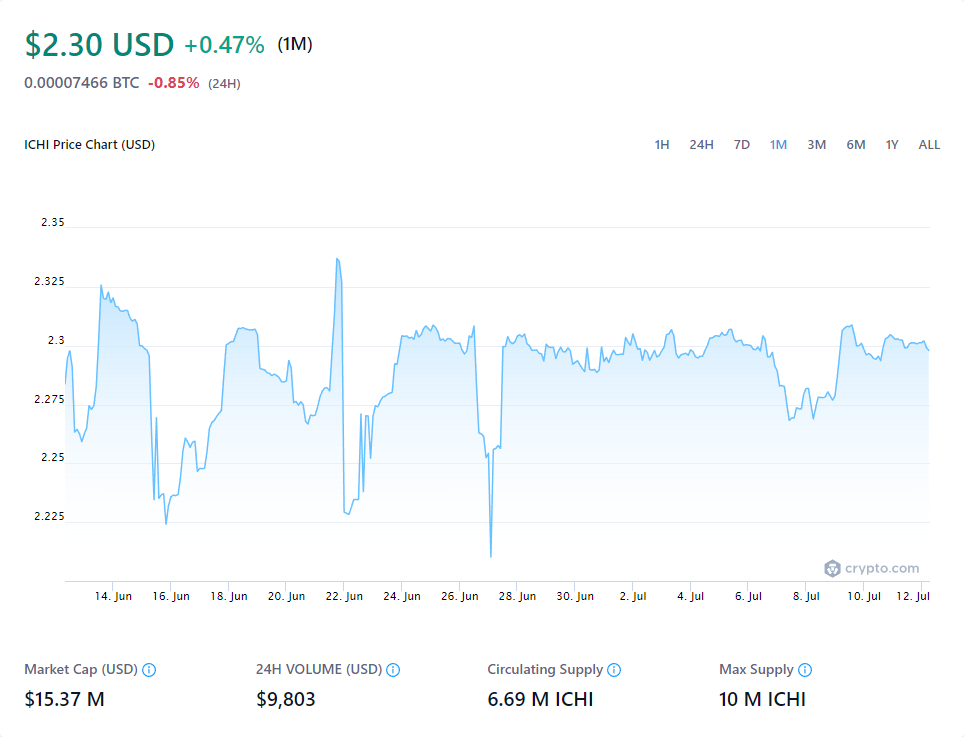 $2.30 USD +0.47% (1M)
0.00007466 BTC -0.85% (24H)
ICHI Price Chart (USD) 1H 24H 7D 1M 3M 6M 1Y ALL
2.35
2.325
2.3
2.275
2.25
2.225
crypto.com
14. Jun 16. Jun 18. Jun 20. Jun 22. Jun 24. Jun 26. Jun 28. Jun 30. Jun 2. Jul 4. Jul 6. Jul 8. Jul 10. Jul 12. Jul
Market Cap (USD) 24H VOLUME (USD) Circulating Supply Max Supply
$15.37 M $9,803 6.69 M ICHI 10 M ICHI